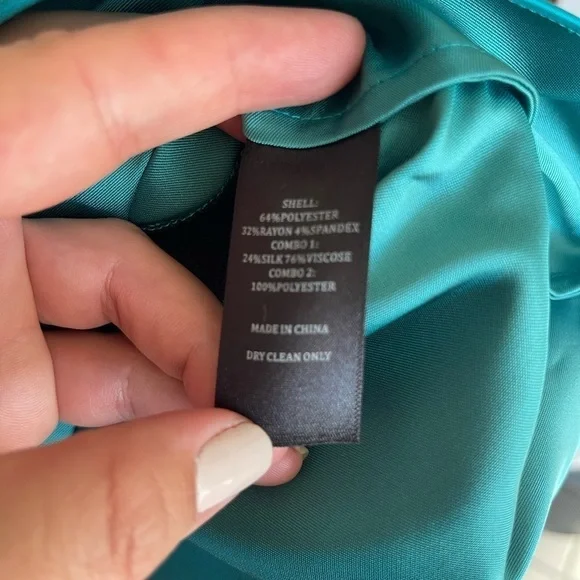 SHELL:
64%POLYESTER
32%RAYON 4%SPANDEX
COMBO 1:
24%SILK 76%VISCOSE
COMBO 2:
100%POLYESTER
MADE IN CHINA
DRY CLEAN ONLY